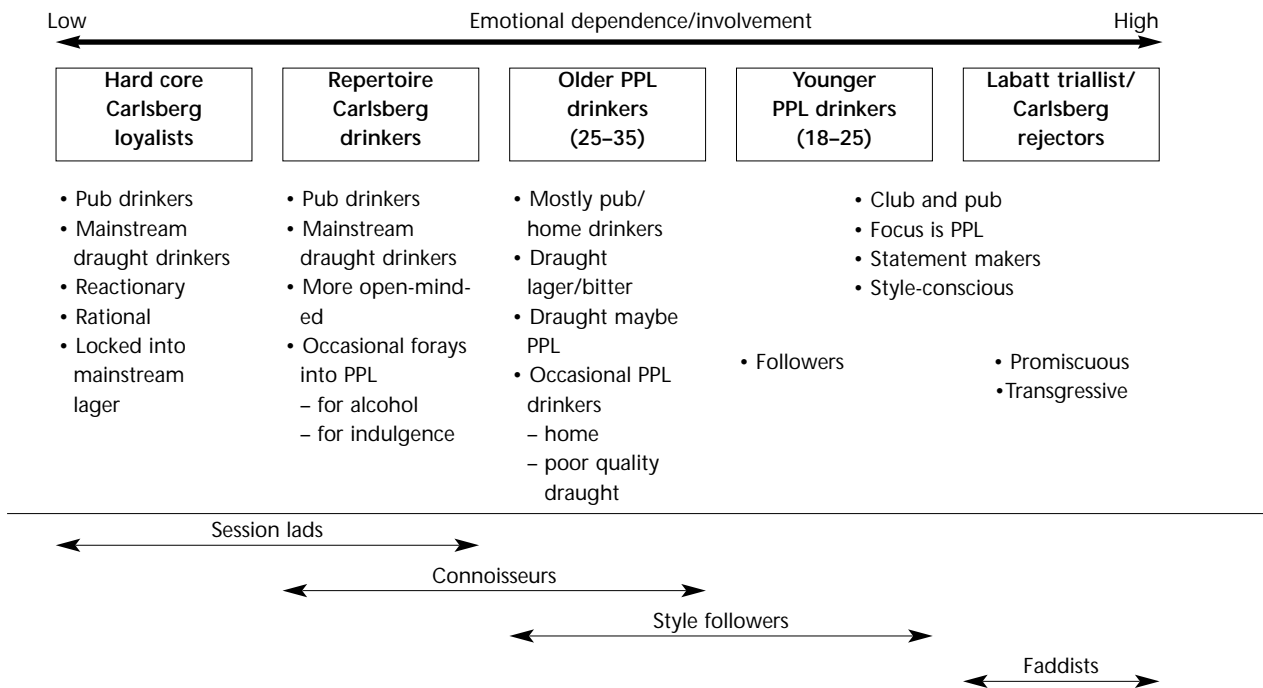 Low
Emotional dependence/involvement
High
Hard core
Carlsberg
loyalists
Repertoire
Carlsberg
drinkers
Older PPL
drinkers
(25–35)
Younger
PPL drinkers
(18–25)
Labatt triallist/
Carlsberg
rejectors
• Pub drinkers
• Mainstream
draught drinkers
• Reactionary
• Rational
• Locked into
mainstream
lager
• Pub drinkers
• Mainstream
draught drinkers
• More open-mind-
ed
• Occasional forays
into PPL
– for alcohol
– for indulgence
• Mostly pub/
home drinkers
• Draught
lager/bitter
• Draught maybe
PPL
• Occasional PPL
drinkers
– home
– poor quality
draught
• Club and pub
• Focus is PPL
• Statement makers
• Style-conscious
• Followers
• Promiscuous
•Transgressive
Session lads
Connoisseurs
Style followers
Faddists